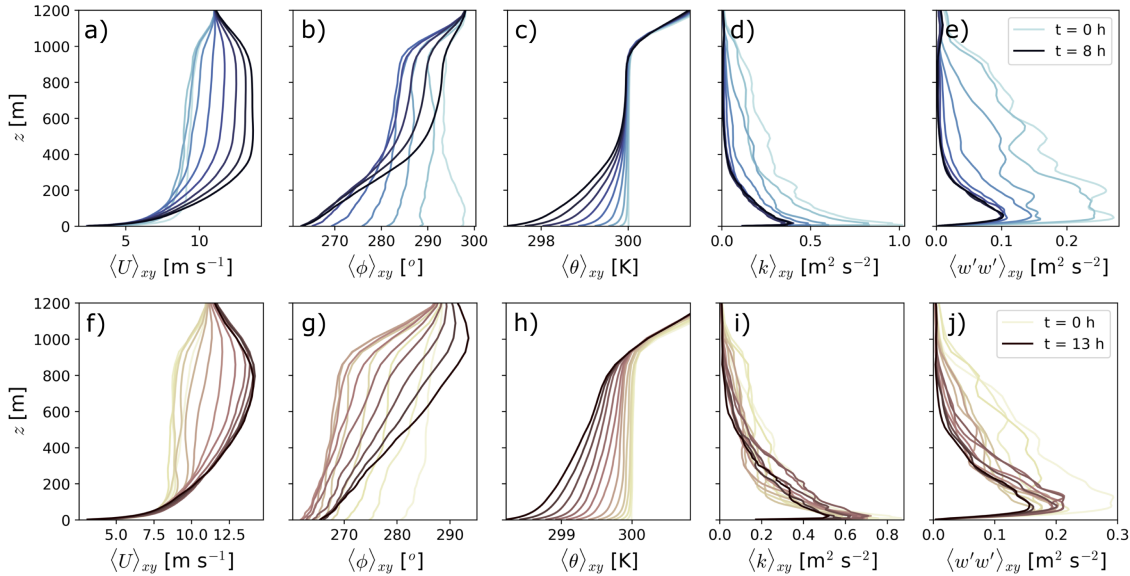 a) b) c) d) e)
t = 0 h
t = 8 h
z [m]
1200
1000
800
600
400
200
0
5 10
270 280 290 300
298 300
0.0 0.5 1.0
0.0 0.1 0.2
⟨U⟩xy [m s⁻¹] ⟨ϕ⟩xy [°] ⟨θ⟩xy [K] ⟨k⟩xy [m² s⁻²] ⟨w′w′⟩xy [m² s⁻²]
f) g) h) i) j)
t = 0 h
t = 13 h
z [m]
1200
1000
800
600
400
200
0
5.0 7.5 10.0 12.5
270 280 290
299 300
0.0 0.2 0.4 0.6 0.8
0.0 0.1 0.2 0.3
⟨U⟩xy [m s⁻¹] ⟨ϕ⟩xy [°] ⟨θ⟩xy [K] ⟨k⟩xy [m² s⁻²] ⟨w′w′⟩xy [m² s⁻²]